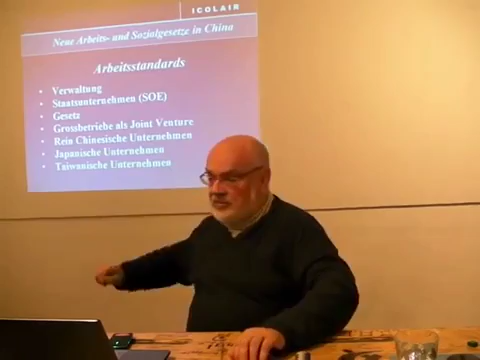 ICOLAIR
Neue Arbeits- und Sozialgesetze in China
Arbeitsstandards
• Verwaltung
• Staatsunternehmen (SOE)
• Gesetz
• Grossbetriebe als Joint Venture
• Rein Chinesische Unternehmen
• Japanische Unternehmen
• Taiwanische Unternehmen